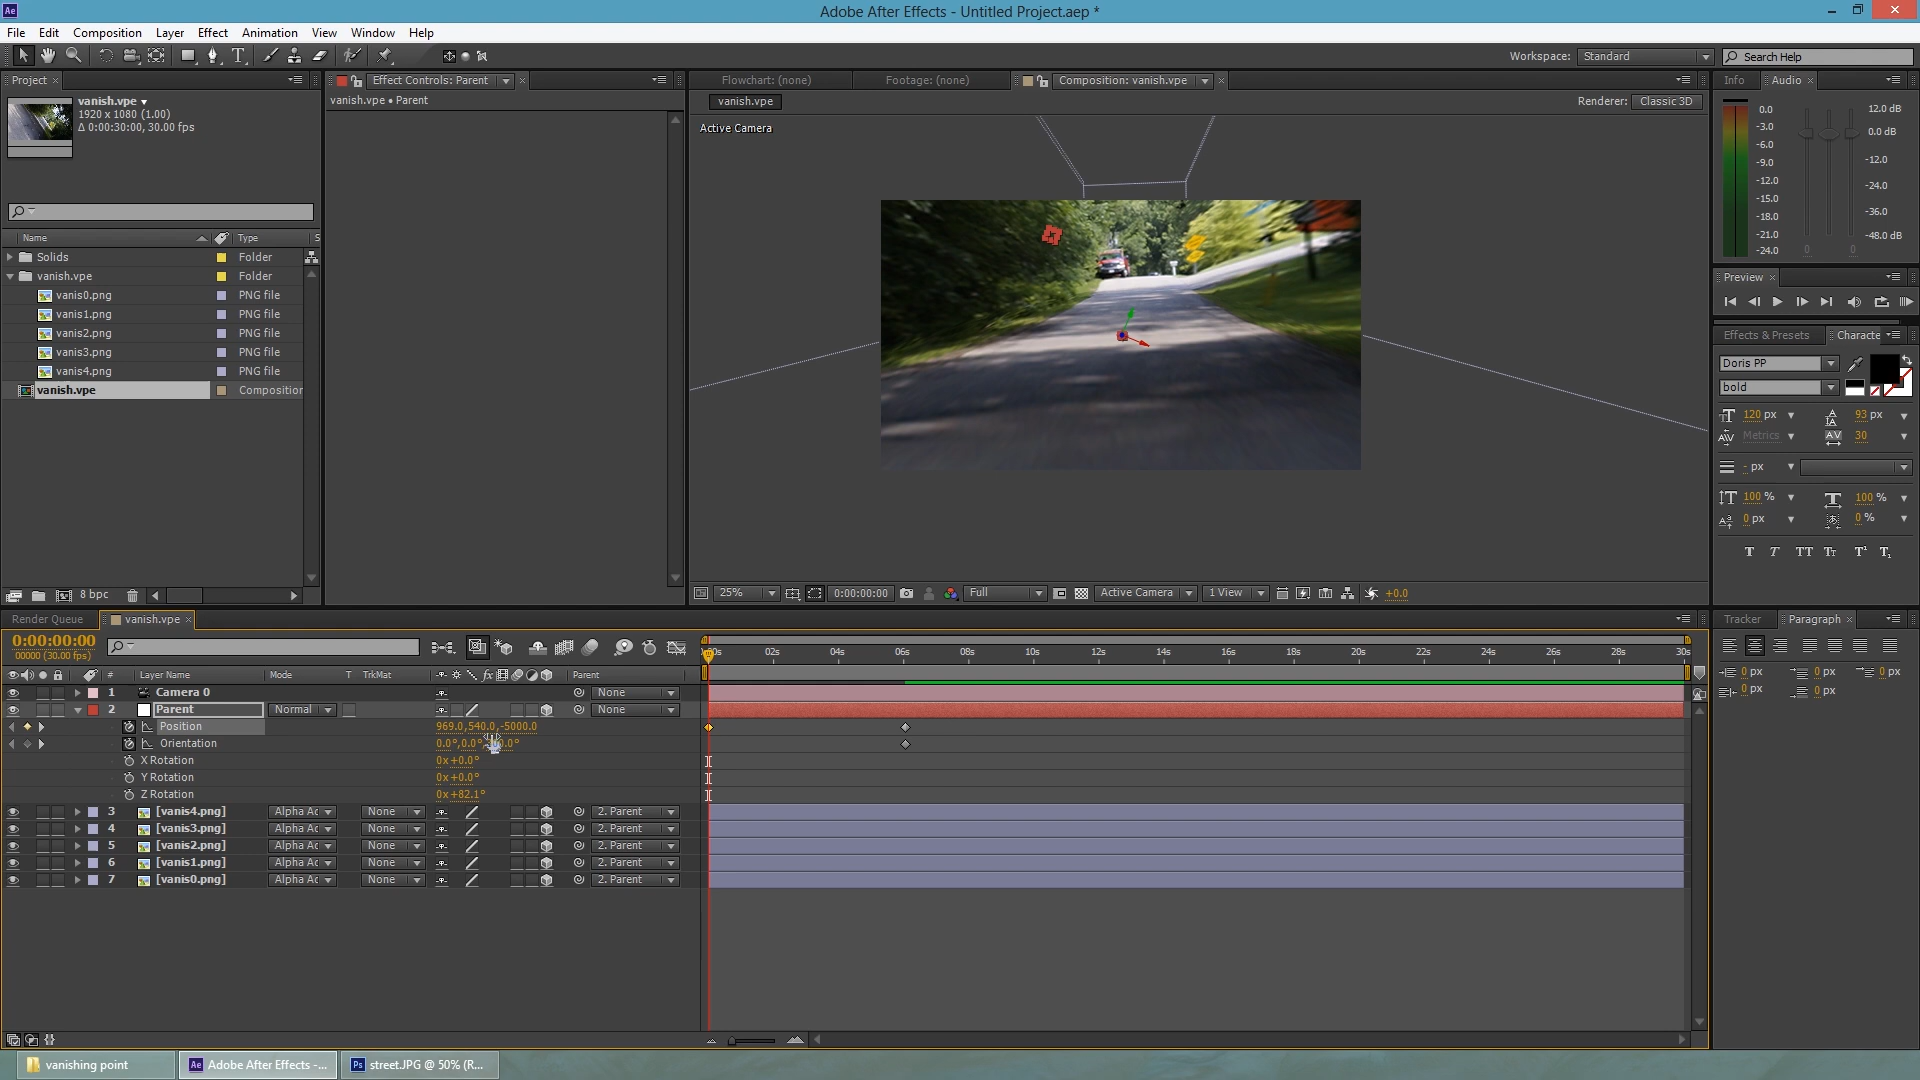 Ae
Adobe After Effects - Untitled Project.aep *
File Edit Composition Layer Effect Animation View Window Help
Workspace: Standard Search Help
Project
vanish.vpe
1920 x 1080 (1.00)
Δ 0:00:30:00, 30.00 fps
Name Type S
Solids Folder
vanish.vpe Folder
vanis0.png PNG file
vanis1.png PNG file
vanis2.png PNG file
vanis3.png PNG file
vanis4.png PNG file
vanish.vpe Composition
8 bpc
Effect Controls: Parent
vanish.vpe • Parent
Flowchart: (none) Footage: (none) Composition: vanish.vpe
vanish.vpe Renderer: Classic 3D
Active Camera
25% 0:00:00:00 Full Active Camera 1 View +0.0
Info Audio
0.0 12.0 dB
-3.0 0.0 dB
-6.0
-9.0 -12.0
-12.0
-15.0 -24.0
-18.0 -36.0
-21.0 -48.0 dB
-24.0 0 0
Preview
Effects & Presets Characte
Doris PP
bold
120 px 93 px
Metrics 30
- px
100 % 100 %
0 px 0 %
T T TT Tt T¹ T₁
Render Queue vanish.vpe
0:00:00:00
00000 (30.00 fps)
02s 04s 06s 08s 10s 12s 14s 16s 18s 20s 22s 24s 26s 28s 30s
# Layer Name Mode T TrkMat fx Parent
1 Camera 0 None
2 Parent Normal None
Position 969.0,540.0,-5000.0
Orientation 0.0°,0.0°
X Rotation 0x+0.0°
Y Rotation 0x+0.0°
Z Rotation 0x+82.1°
3 [vanis4.png] Alpha Ac None 2. Parent
4 [vanis3.png] Alpha Ac None 2. Parent
5 [vanis2.png] Alpha Ac None 2. Parent
6 [vanis1.png] Alpha Ac None 2. Parent
7 [vanis0.png] Alpha Ac None 2. Parent
Tracker Paragraph
0 px 0 px 0 px
0 px 0 px
vanishing point Ae Adobe After Effects -... Ps street.JPG @ 50% (R...